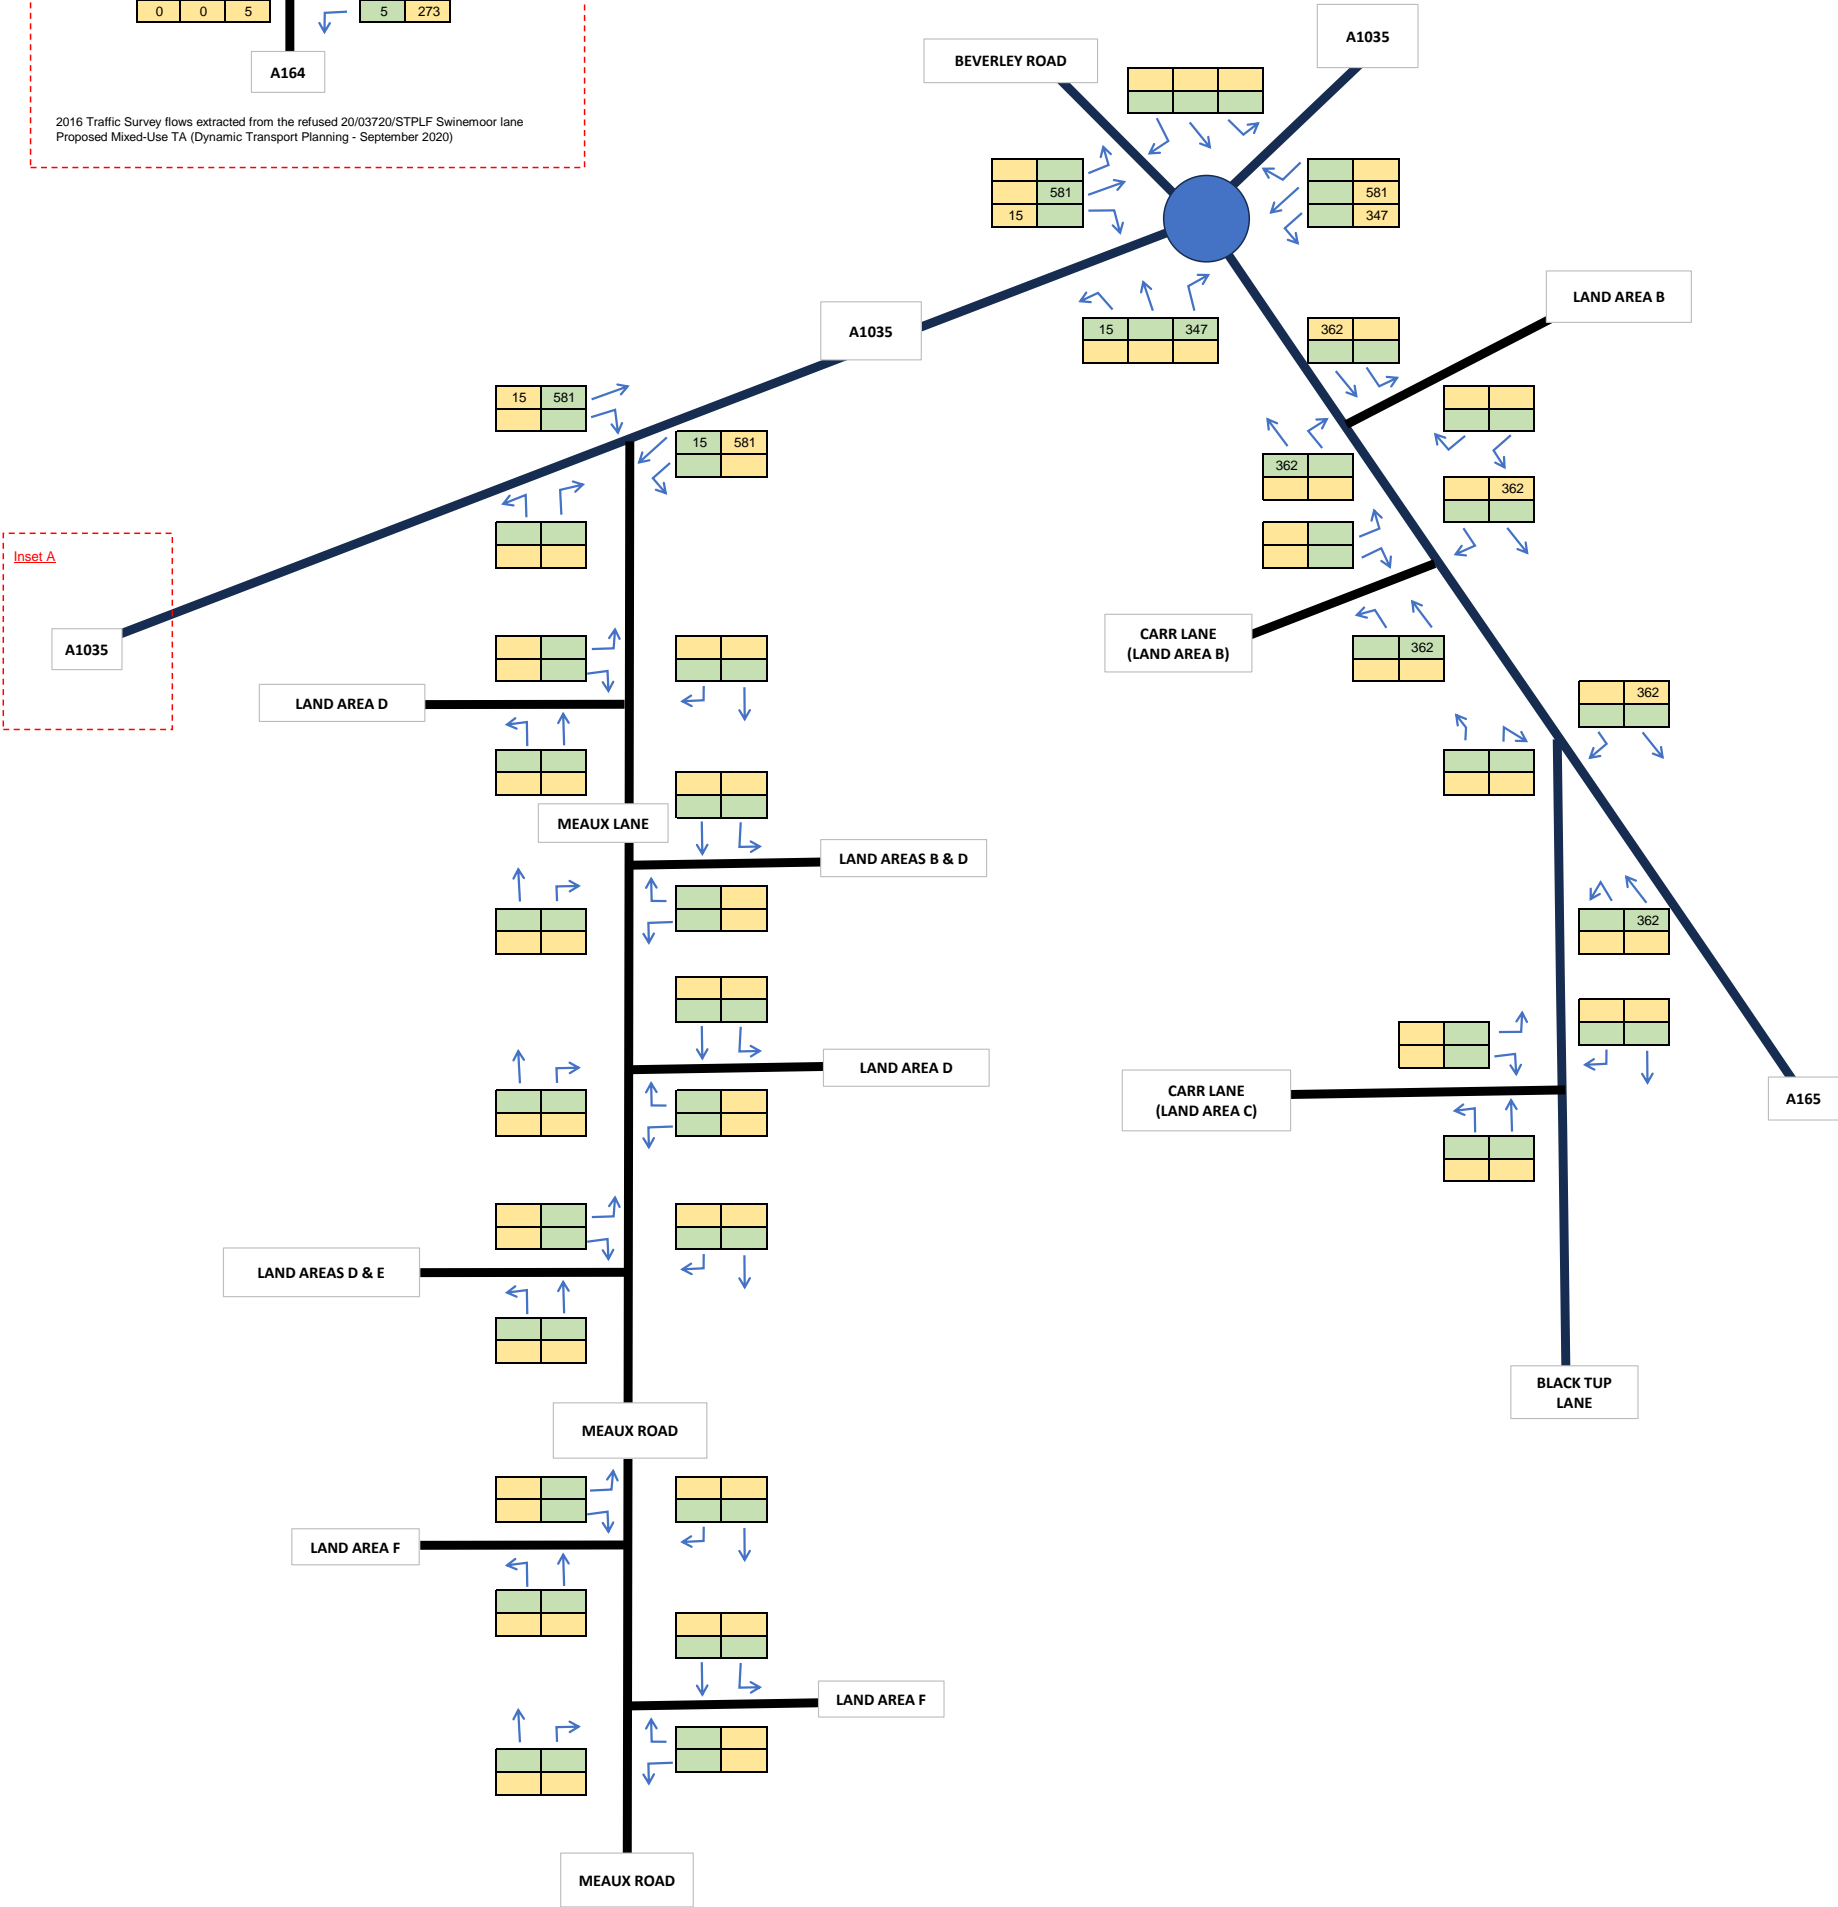 0 0 5
5 273
A164
2016 Traffic Survey flows extracted from the refused 20/03720/STPLF Swinemoor lane
Proposed Mixed-Use TA (Dynamic Transport Planning - September 2020)
BEVERLEY ROAD
A1035
581
15
581
347
15 347
A1035
362
LAND AREA B
15 581
15 581
362
362
Inset A
A1035
CARR LANE
(LAND AREA B)
362
362
LAND AREA D
MEAUX LANE
LAND AREAS B & D
362
LAND AREA D
CARR LANE
(LAND AREA C)
A165
LAND AREAS D & E
BLACK TUP
LANE
MEAUX ROAD
LAND AREA F
LAND AREA F
MEAUX ROAD